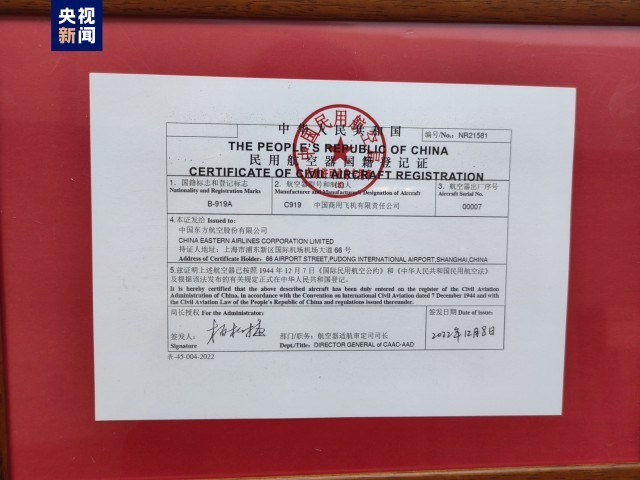 央视
新闻
中华人民共和国
编号/No.: NR21581
THE PEOPLE'S REPUBLIC OF CHINA
民用航空器国籍登记证
CERTIFICATE OF CIVIL AIRCRAFT REGISTRATION
中国民用航空局
1. 国籍标志和登记标志
Nationality and Registration Marks
2. 航空器型号和制造人
Manufacturer and Manufacturer's Designation of Aircraft
3. 航空器出厂序号
Aircraft Serial No.
B-919A
C919 中国商用飞机有限责任公司
00007
4.本证发给 Issued to:
中国东方航空股份有限公司
CHINA EASTERN AIRLINES CORPORATION LIMITED
持证人地址: 上海市浦东新区国际机场机场大道 66 号
Address of Certificate Holder: 66 AIRPORT STREET,PUDONG INTERNATIONAL AIRPORT,SHANGHAI,CHINA
5.兹证明上述航空器已按照 1944 年 12 月 7 日《国际民用航空公约》和《中华人民共和国民用航空法》及
根据该法发布的有关规定正式在中华人民共和国登记。
It is hereby certified that the above described aircraft has been duly entered on the register of the Civil Aviation
Administration of China, in accordance with the Convention on International Civil Aviation dated 7 December 1944 and with
the Civil Aviation Law of the People's Republic of China and regulations issued thereunder.
局长授权 For the Administrator:
签发日期 Date of Issue:
签发人:
Signature
部门/职务: 航空器适航审定司司长
Dept./Title: DIRECTOR GENERAL of CAAC-AAD
2022年12月8日
表-45-004-2022